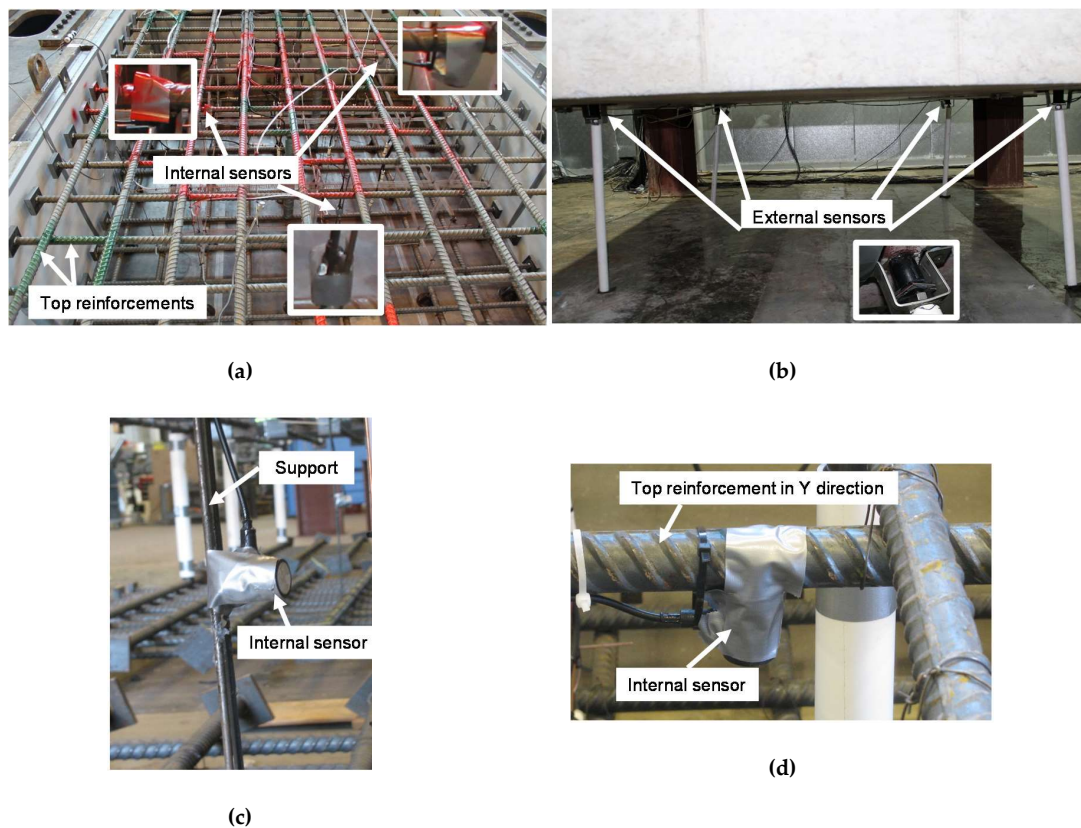 Internal sensors
Top reinforcements
External sensors
(a)
(b)
Support
Internal sensor
Top reinforcement in Y direction
Internal sensor
(d)
(c)